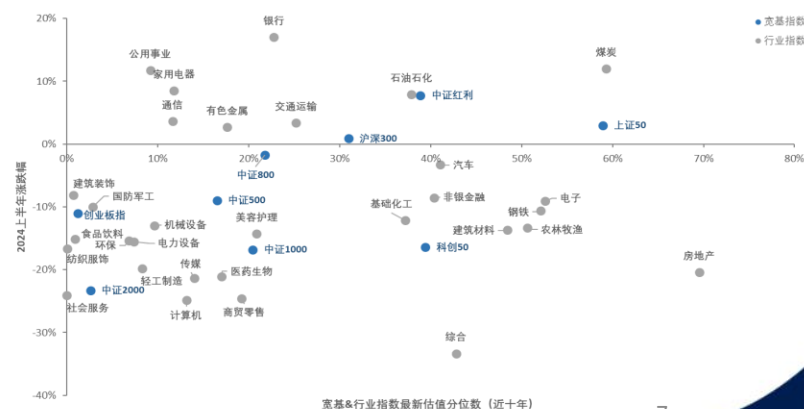 20%
10%
0%
-10%
-20%
-30%
-40%
2024上半年涨跌幅
宽基指数
行业指数
银行
公用事业
家用电器
通信
有色金属
交通运输
石油石化
中证红利
煤炭
上证50
沪深300
中证800
0%
10%
20%
30%
40%
50%
60%
70%
80%
汽车
建筑装饰
国防军工
创业板指
食品饮料
环保
电力设备
机械设备
中证500
美容护理
中证1000
非银金融
基础化工
科创50
建筑材料
钢铁
电子
农林牧渔
房地产
纺织服饰
社会服务
中证2000
轻工制造
传媒
计算机
医药生物
商贸零售
综合
宽基&行业指数最新估值分位数（近十年）